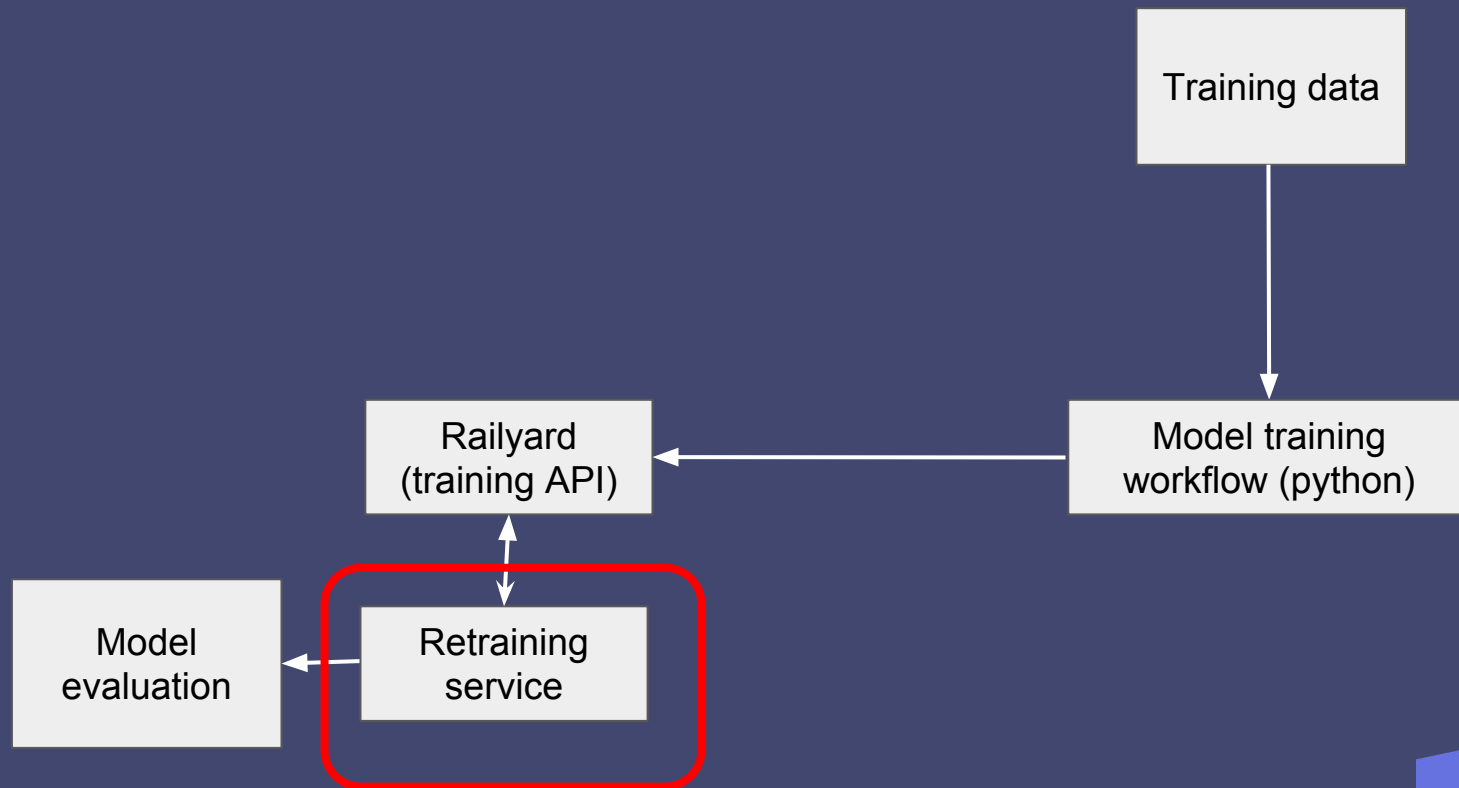 Training data
Railyard
(training API)
Model training
workflow (python)
Model
evaluation
Retraining
service